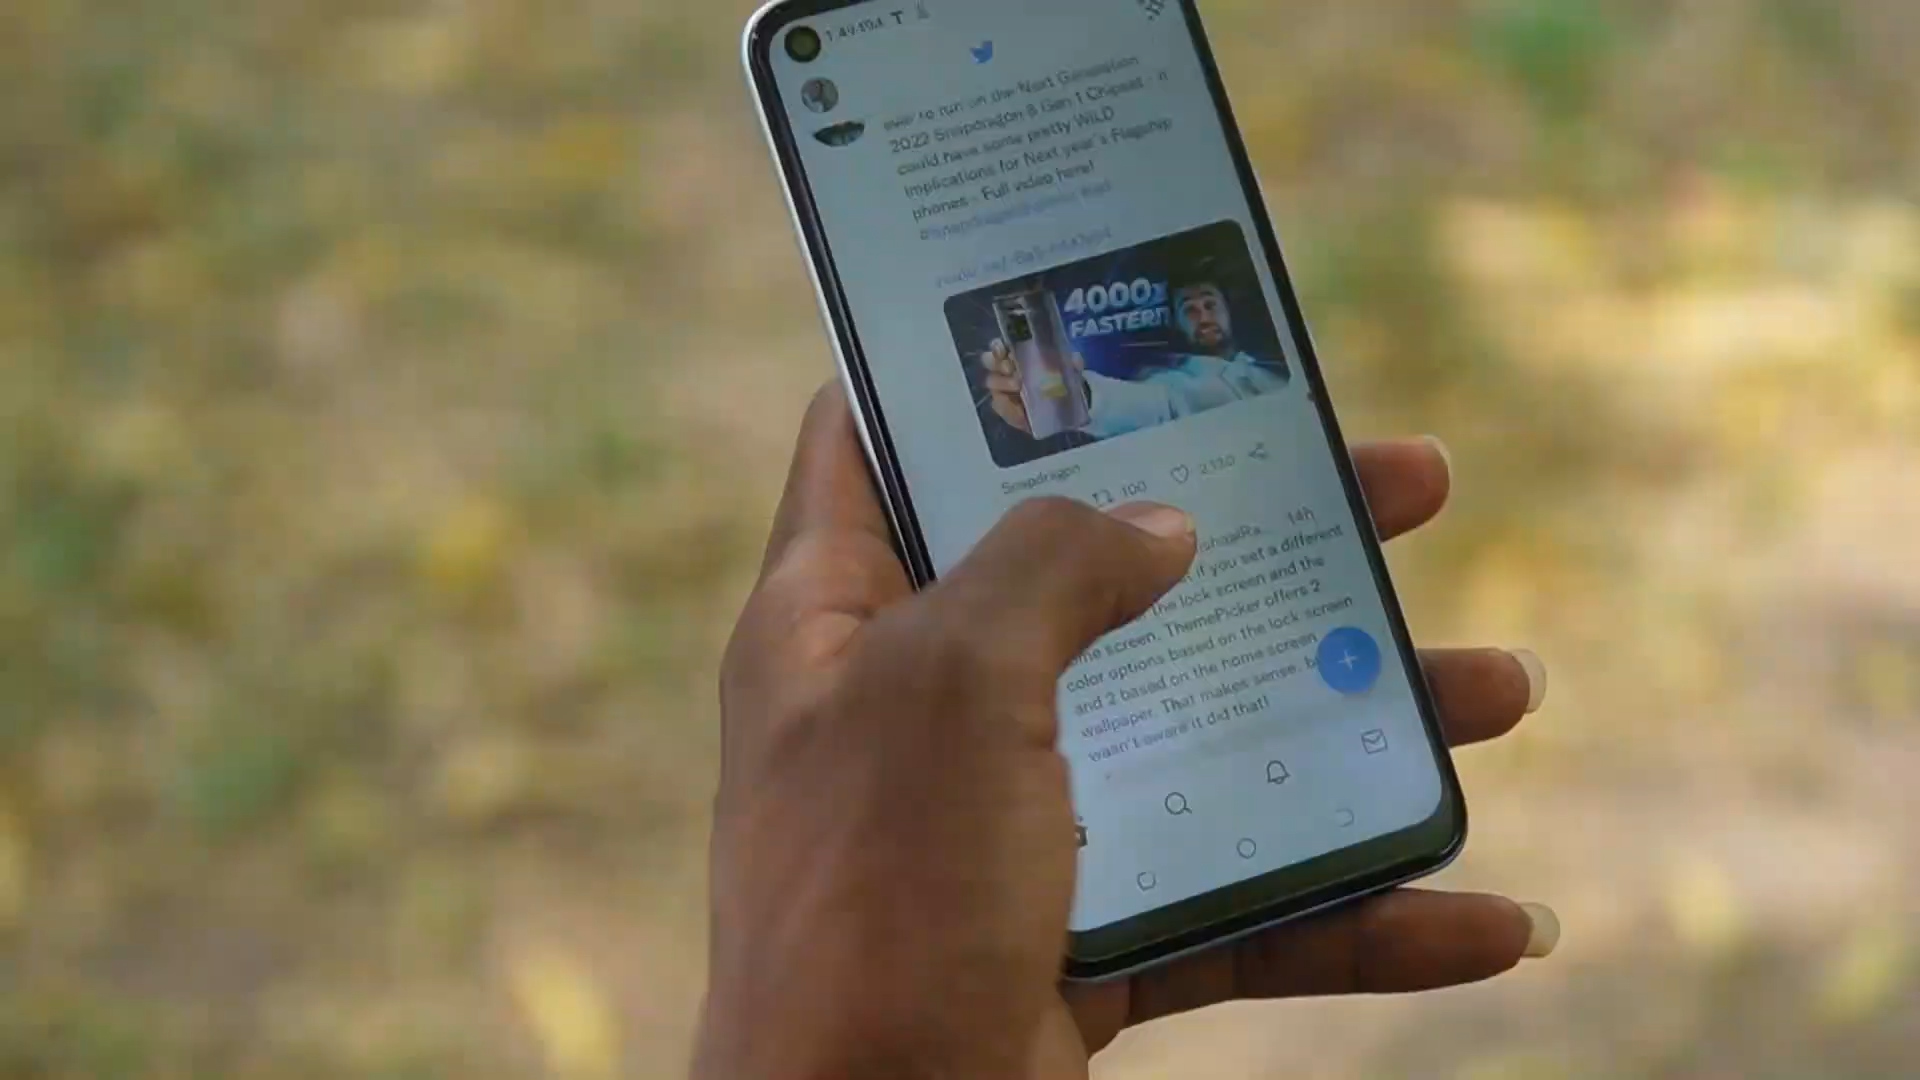 to run on the Next Generation
2022 Snapdragon 8 Gen 1 Chipset - it
could have some pretty WILD
implications for Next year's Flagship
phones - Full video here!
4000x
FASTER!!
Snapdragon
100
14h
if you set a different
the lock screen and the
screen. ThemePicker offers 2
color options based on the lock screen
and 2 based on the home screen
wallpaper. That makes sense,
wasn't aware it did that!